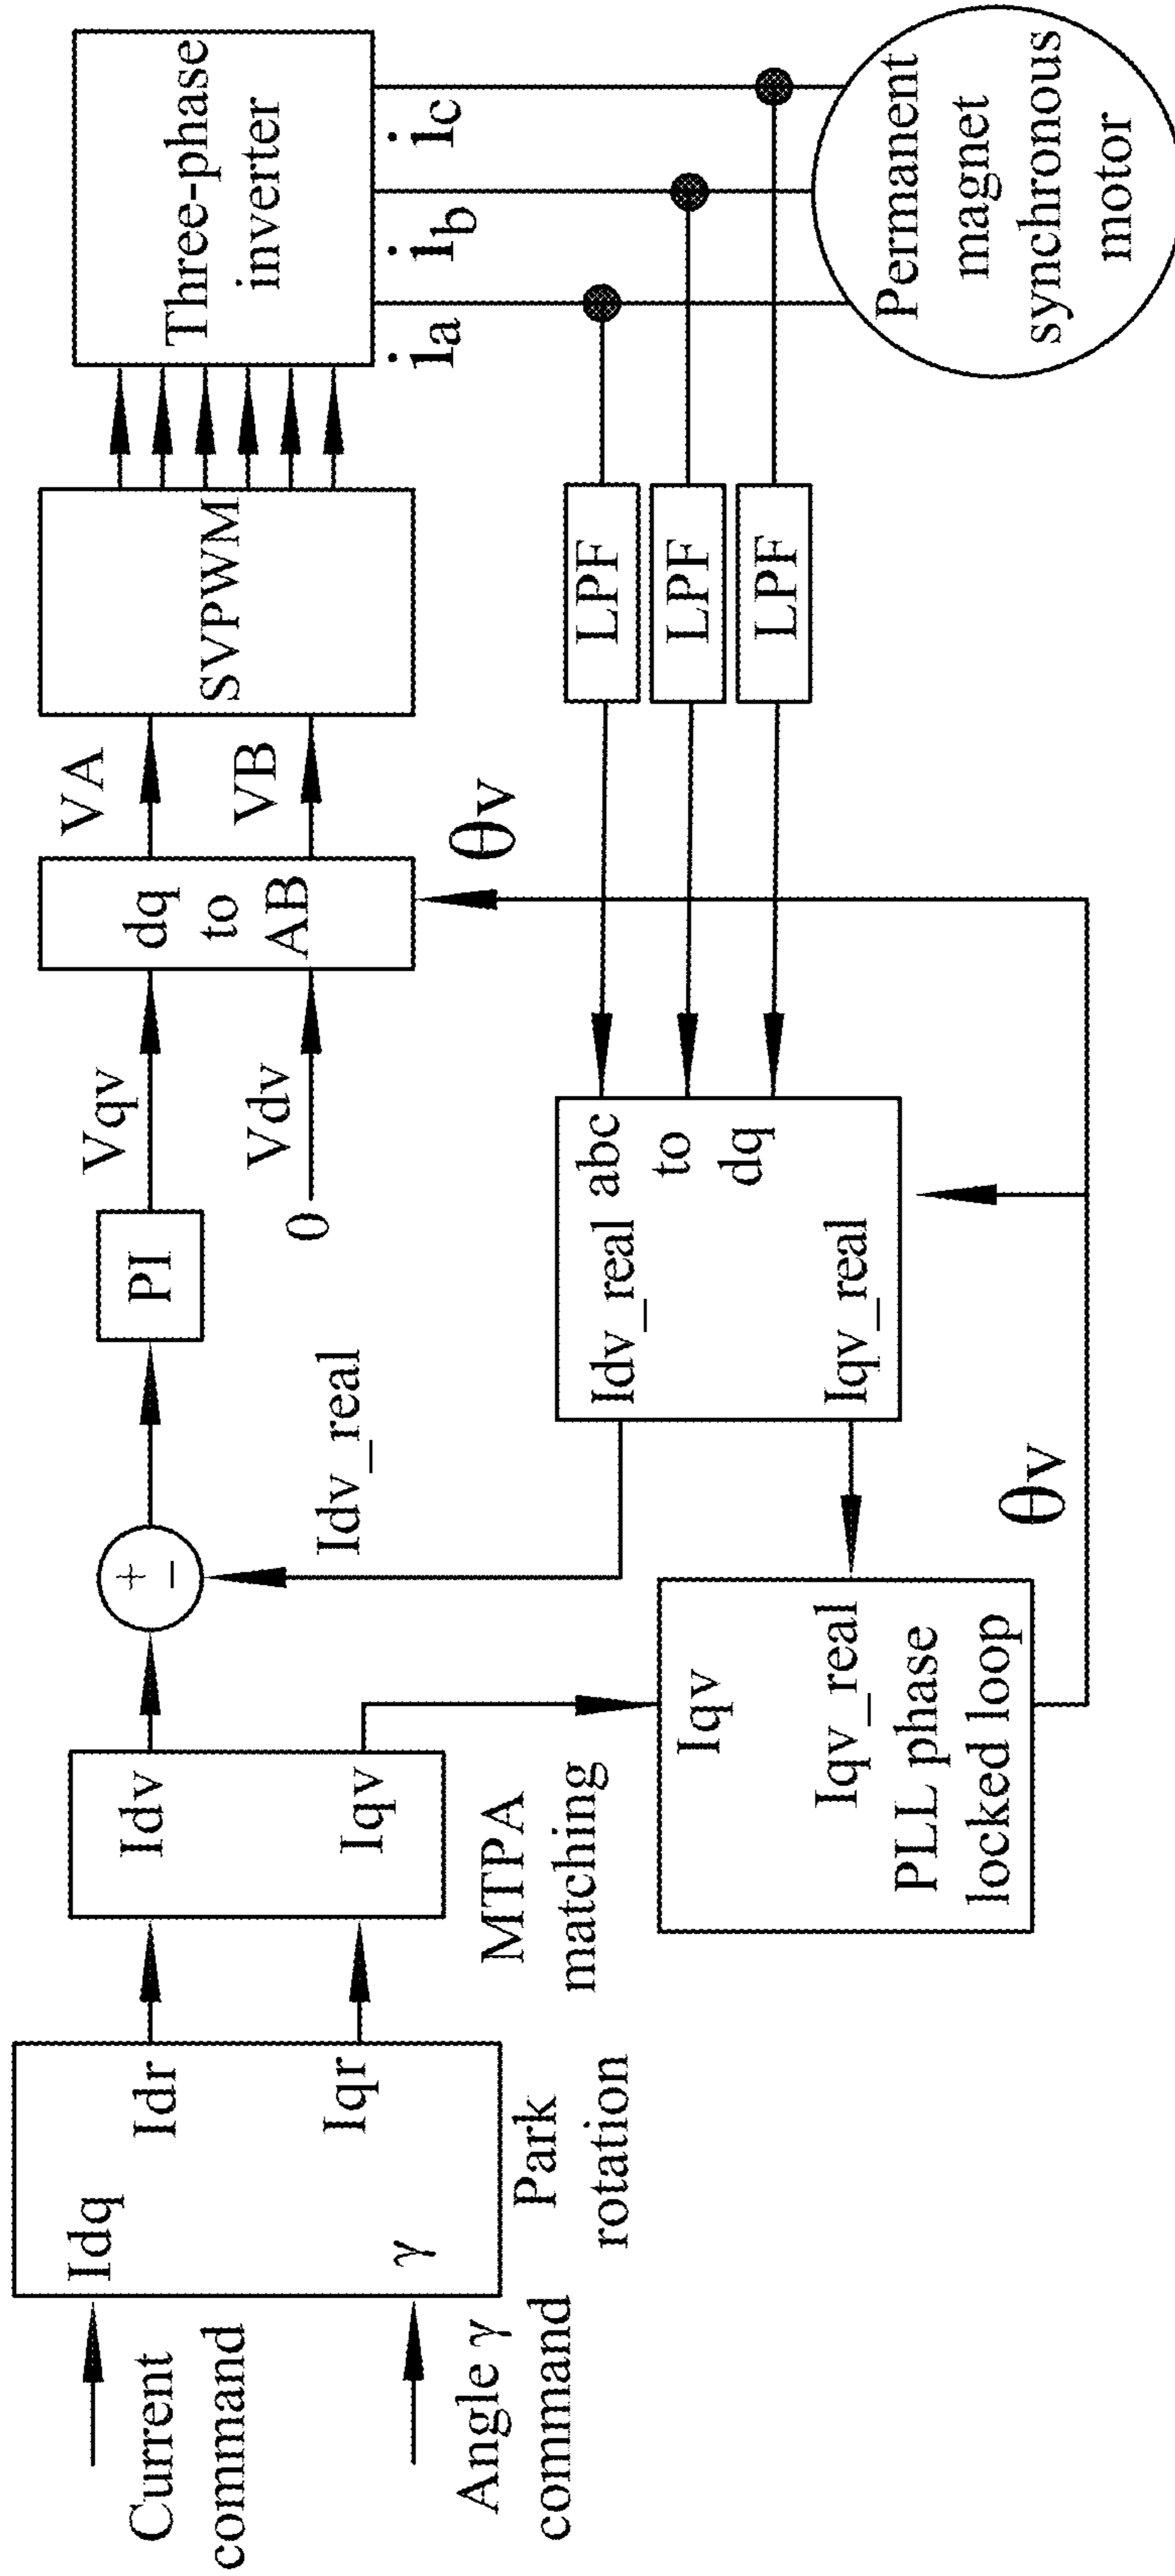 Current
command
Angle γ
command
Idq
γ
Idr
Iqr
Park
rotation
Idv
Iqv
MTPA
matching
+
−
Idv_real
PI
Vqv
Vdv
0
dq
to
AB
θv
VA
VB
SVPWM
Three-phase
inverter
ia
ib
ic
LPF
LPF
LPF
abc
to
dq
Idv_real
Iqv_real
Iqv
Iqv_real
PLL phase
locked loop
θv
Permanent
magnet
synchronous
motor